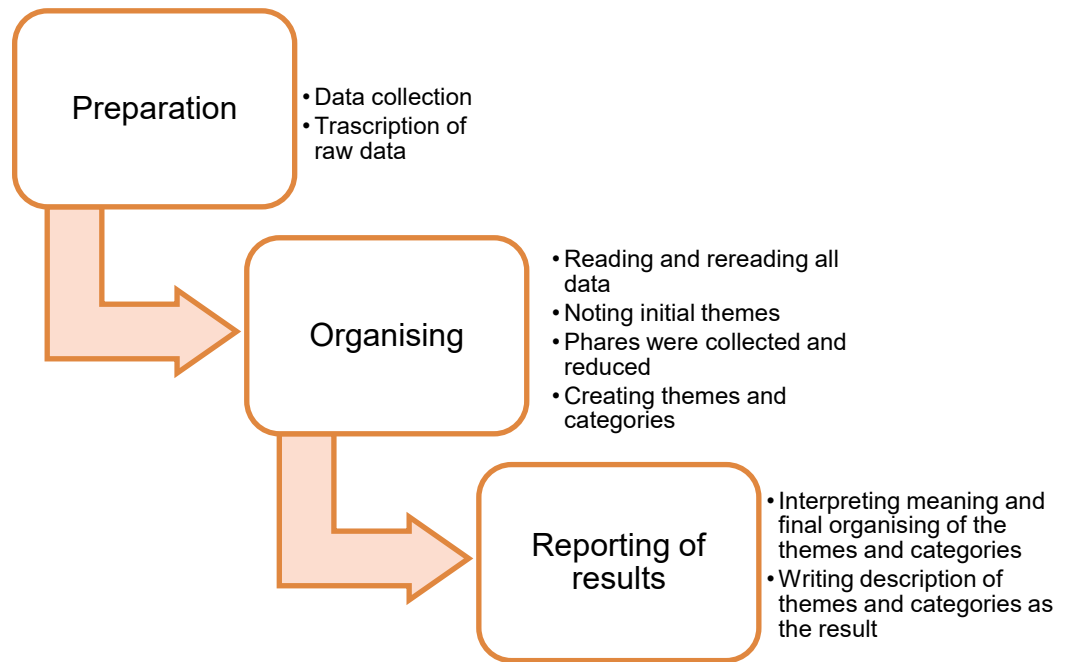 Preparation
• Data collection
• Trascription of
raw data
Organising
• Reading and rereading all
data
• Noting initial themes
• Phares were collected and
reduced
• Creating themes and
categories
Reporting of
results
• Interpreting meaning and
final organising of the
themes and categories
• Writing description of
themes and categories as
the result